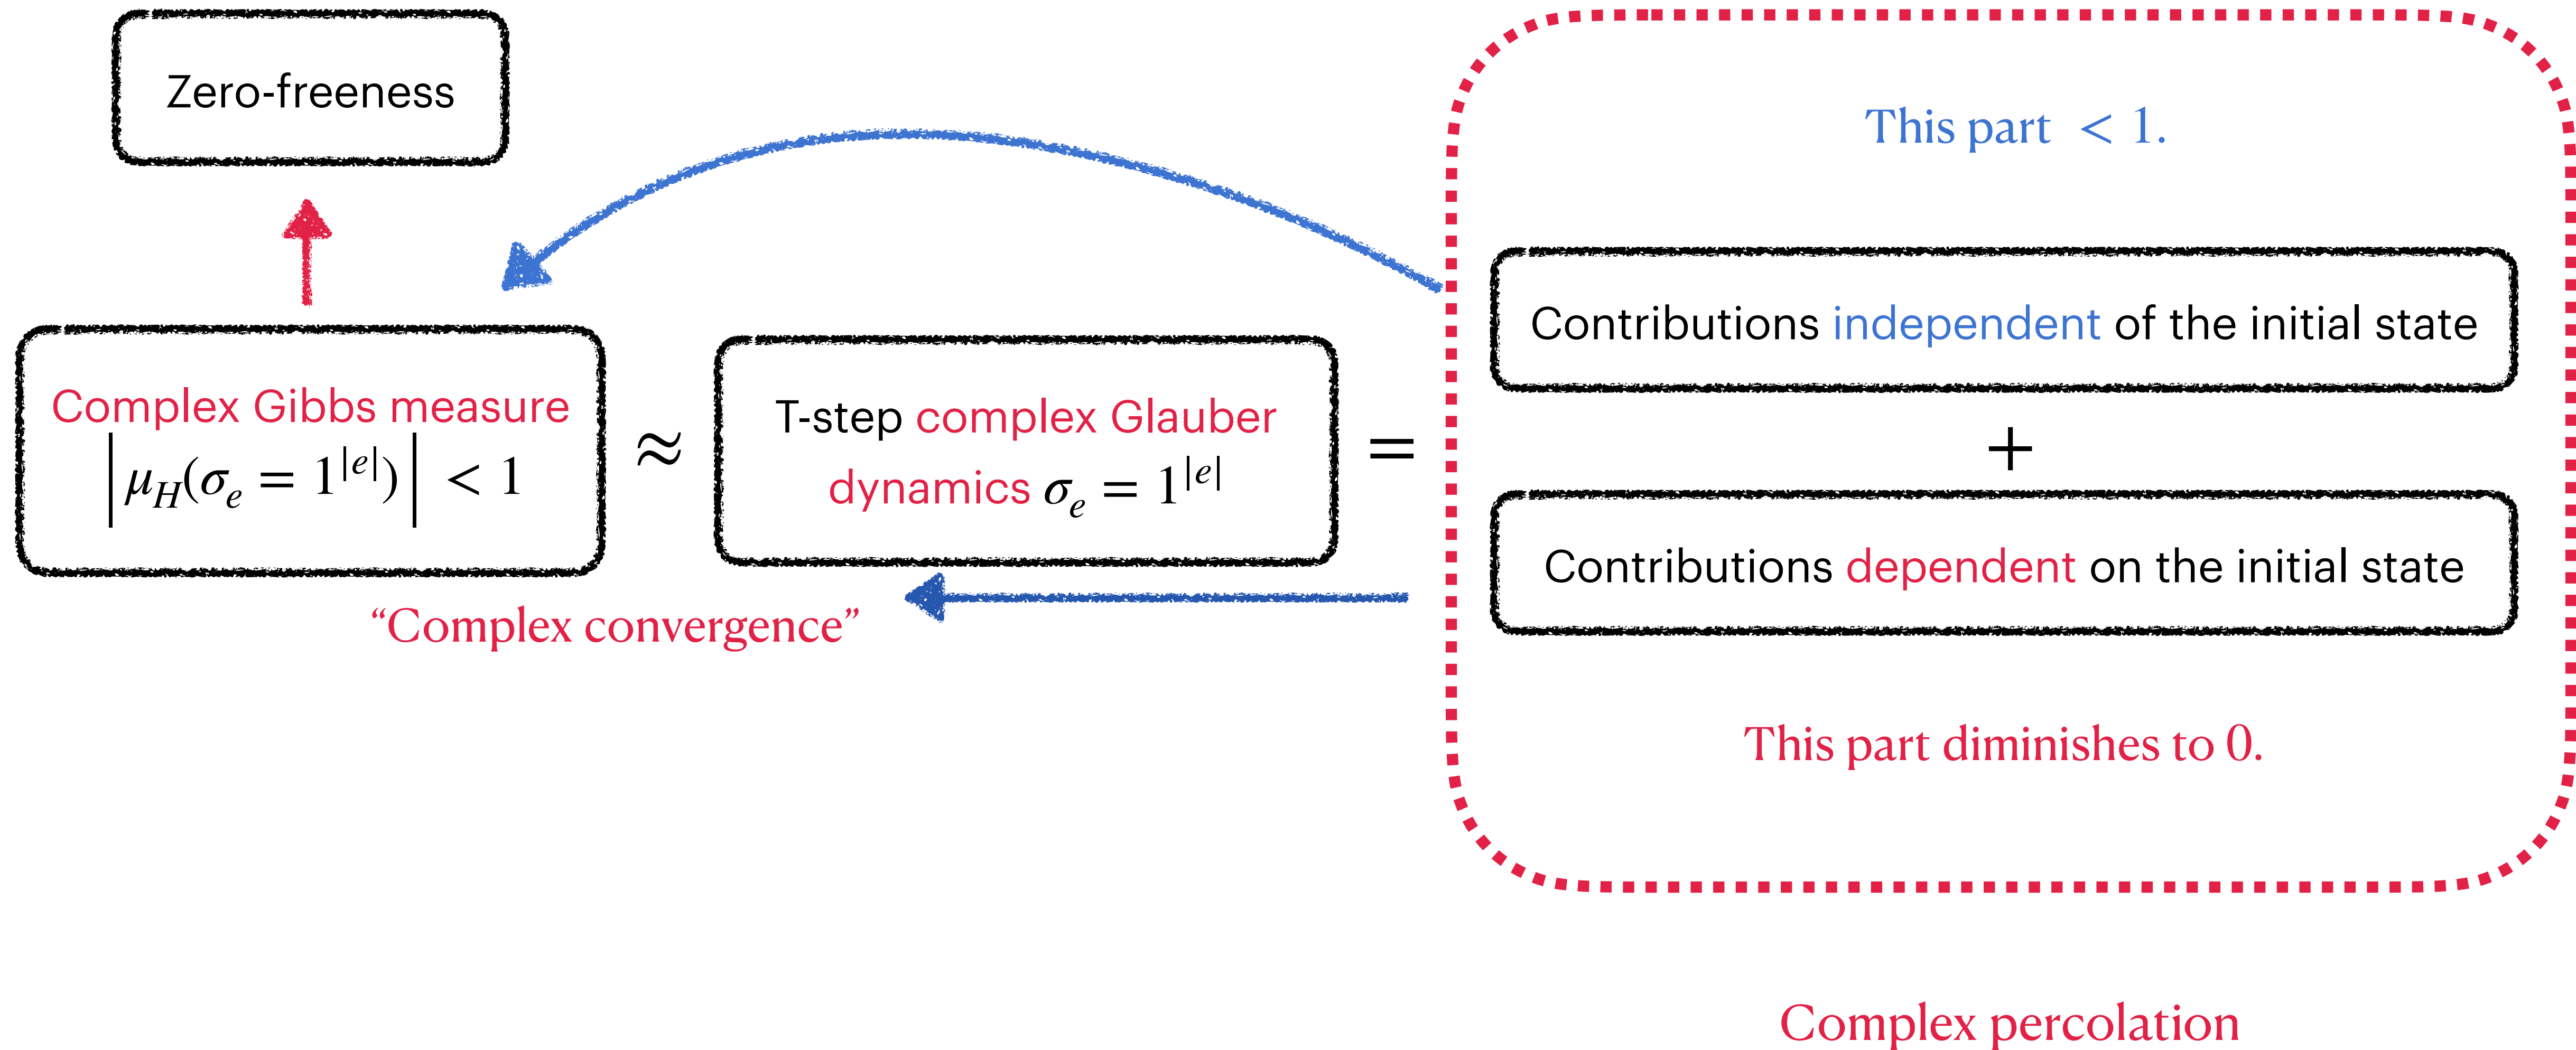 Zero-freeness
Complex Gibbs measure
|μ_H(σ_e = 1^{|e|})| < 1
≈
T-step complex Glauber
dynamics σ_e = 1^{|e|}
=
“Complex convergence”
This part < 1.
Contributions independent of the initial state
+
Contributions dependent on the initial state
This part diminishes to 0.
Complex percolation